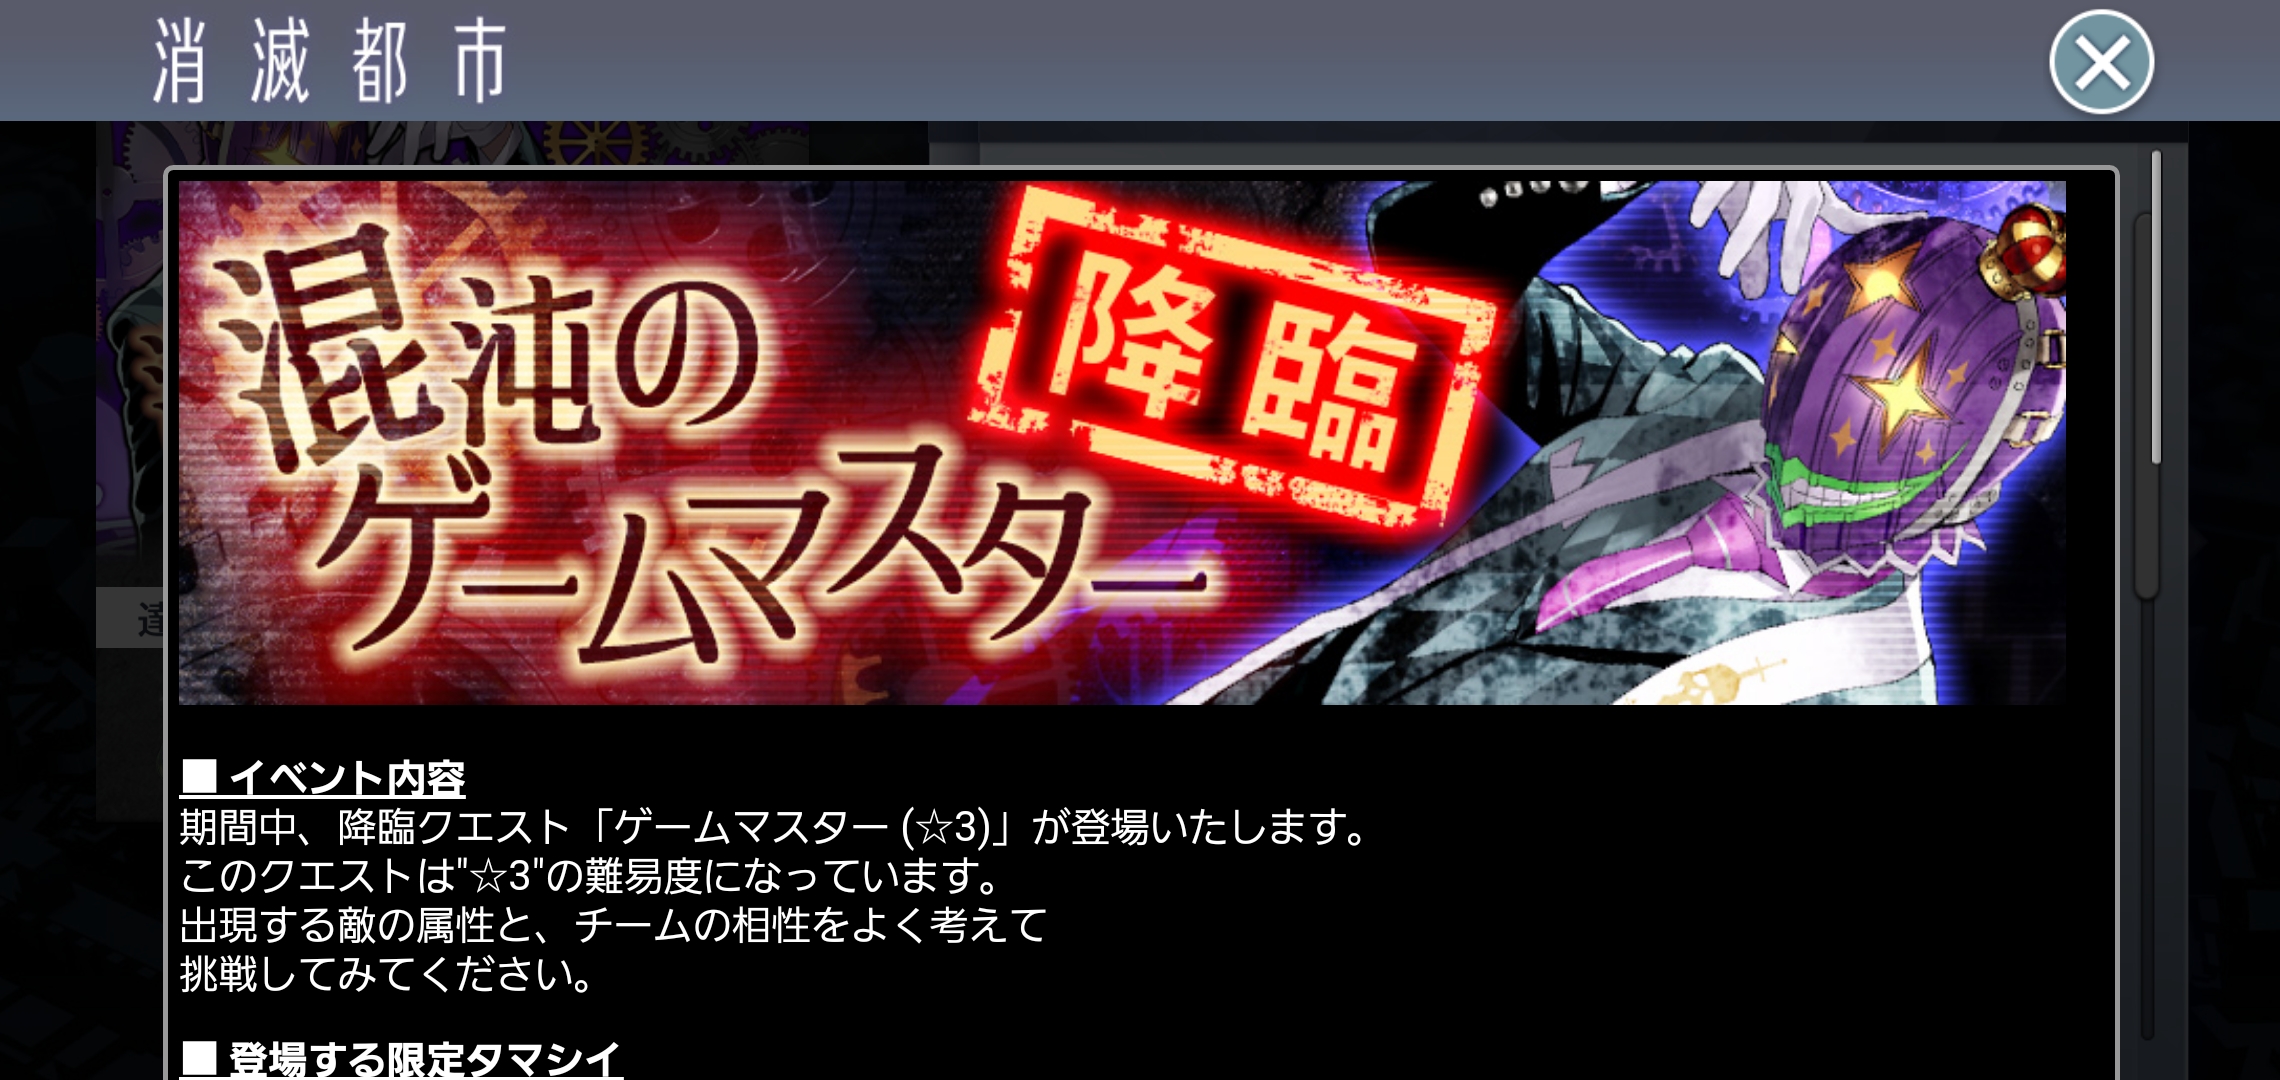 消滅都市
混沌の
ゲームマスター
降臨
■ イベント内容
期間中、降臨クエスト「ゲームマスター (☆3)」が登場いたします。
このクエストは"☆3"の難易度になっています。
出現する敵の属性と、チームの相性をよく考えて
挑戦してみてください。
■ 登場する限定タマシイ